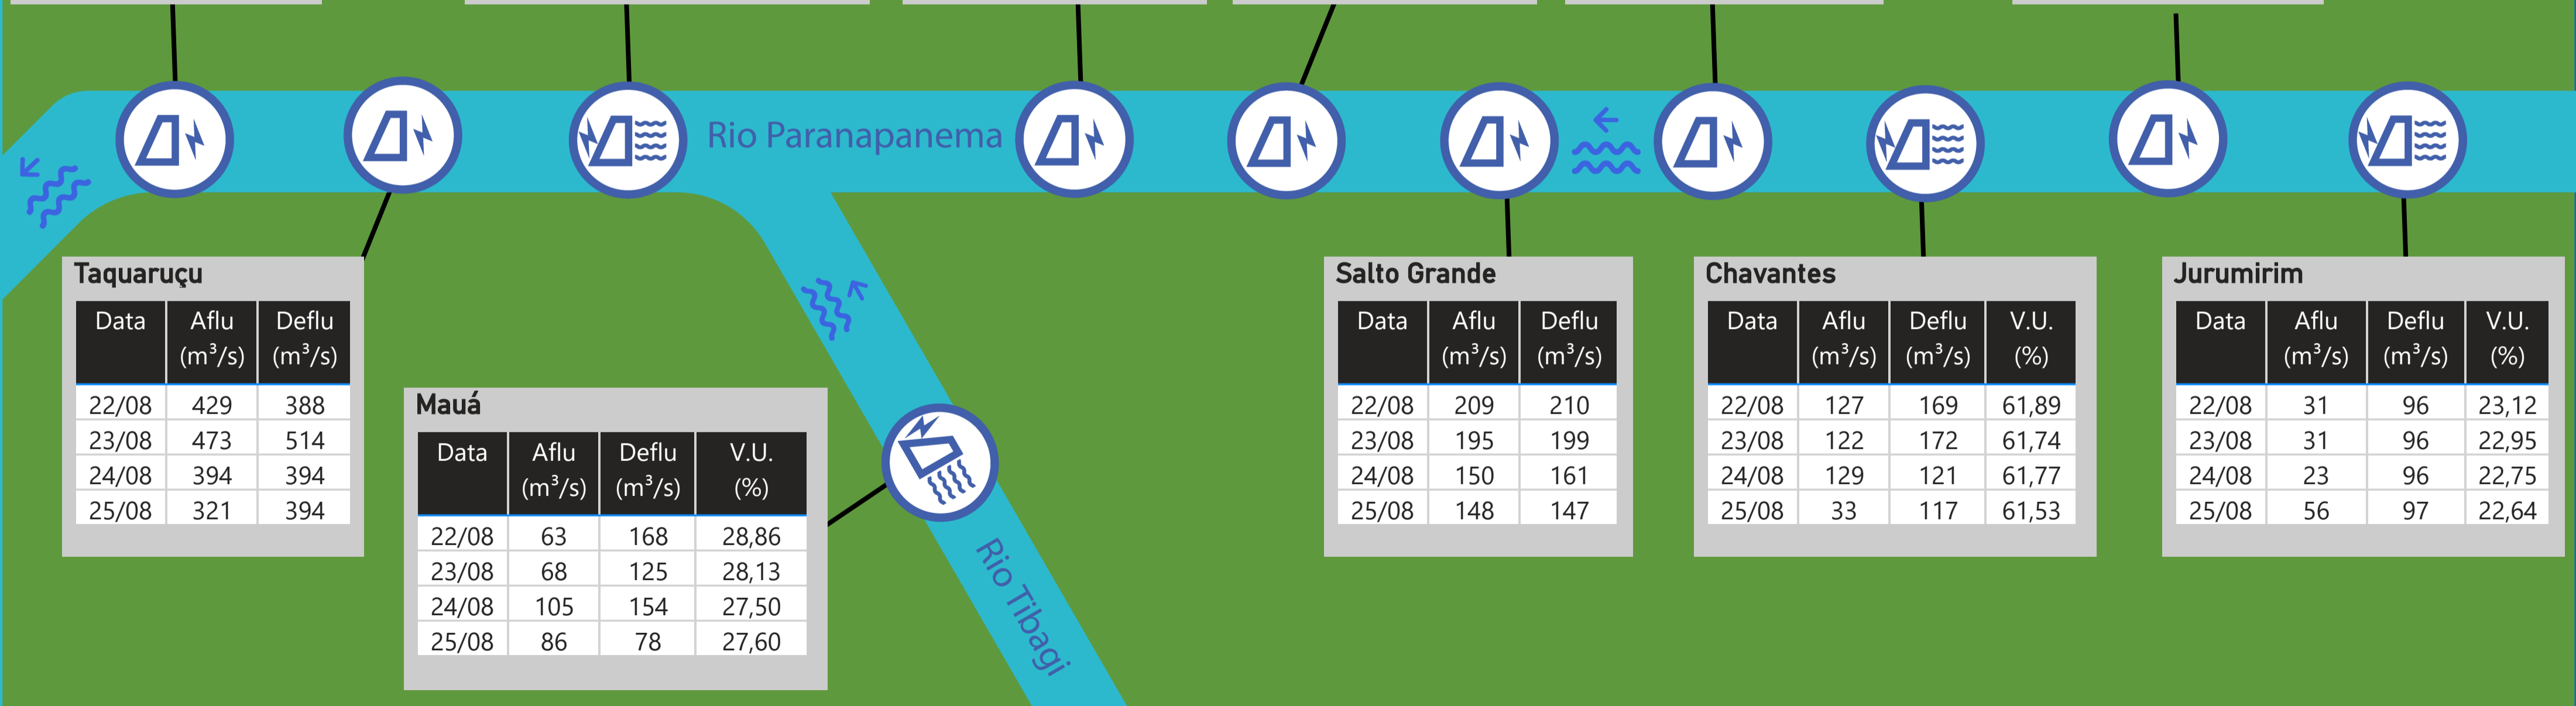 Rio Paranapanema
Taquaruçu
Data Aflu (m³/s) Deflu (m³/s)
22/08 429 388
23/08 473 514
24/08 394 394
25/08 321 394
Mauá
Data Aflu (m³/s) Deflu (m³/s) V.U. (%)
22/08 63 168 28,86
23/08 68 125 28,13
24/08 105 154 27,50
25/08 86 78 27,60
Rio Tibagi
Salto Grande
Data Aflu (m³/s) Deflu (m³/s)
22/08 209 210
23/08 195 199
24/08 150 161
25/08 148 147
Chavantes
Data Aflu (m³/s) Deflu (m³/s) V.U. (%)
22/08 127 169 61,89
23/08 122 172 61,74
24/08 129 121 61,77
25/08 33 117 61,53
Jurumirim
Data Aflu (m³/s) Deflu (m³/s) V.U. (%)
22/08 31 96 23,12
23/08 31 96 22,95
24/08 23 96 22,75
25/08 56 97 22,64